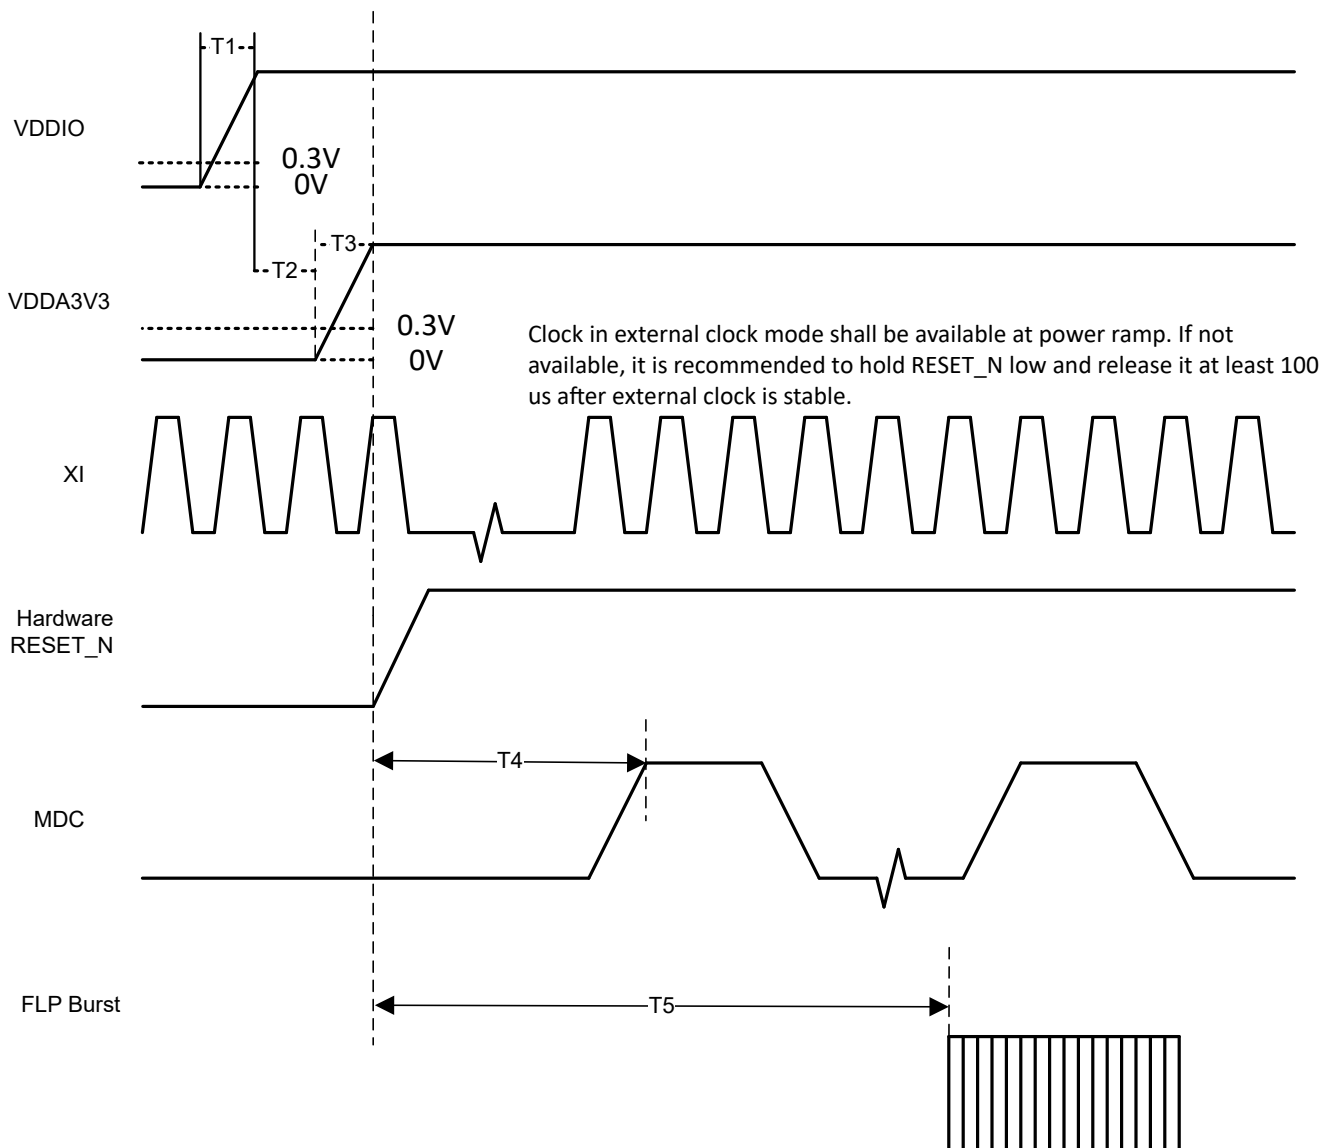 T1
VDDIO
0.3V
0V
T3
T2
VDDA3V3
0.3V
0V
Clock in external clock mode shall be available at power ramp. If not
available, it is recommended to hold RESET_N low and release it at least 100
us after external clock is stable.
XI
Hardware
RESET_N
T4
MDC
FLP Burst
T5